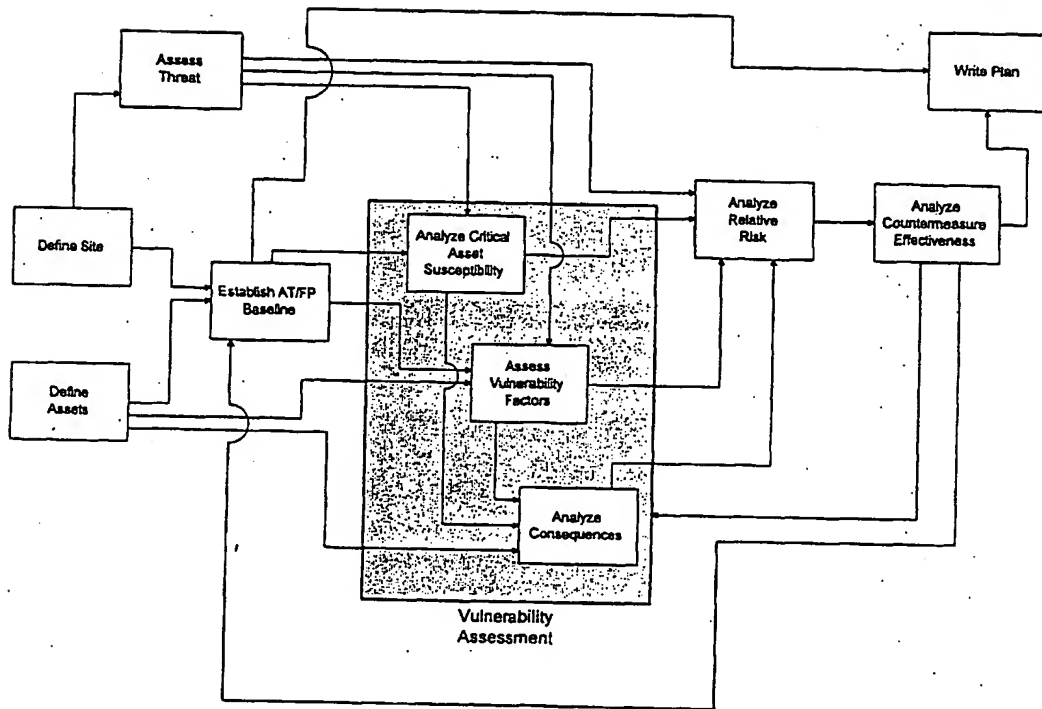 Assess
Threat
Write Plan
Define Site
Analyze Critical
Asset
Susceptibility
Analyze
Relative
Risk
Analyze
Countermeasure
Effectiveness
Establish AT/FP
Baseline
Assess
Vulnerability
Factors
Define
Assets
Analyze
Consequences
Vulnerability
Assessment